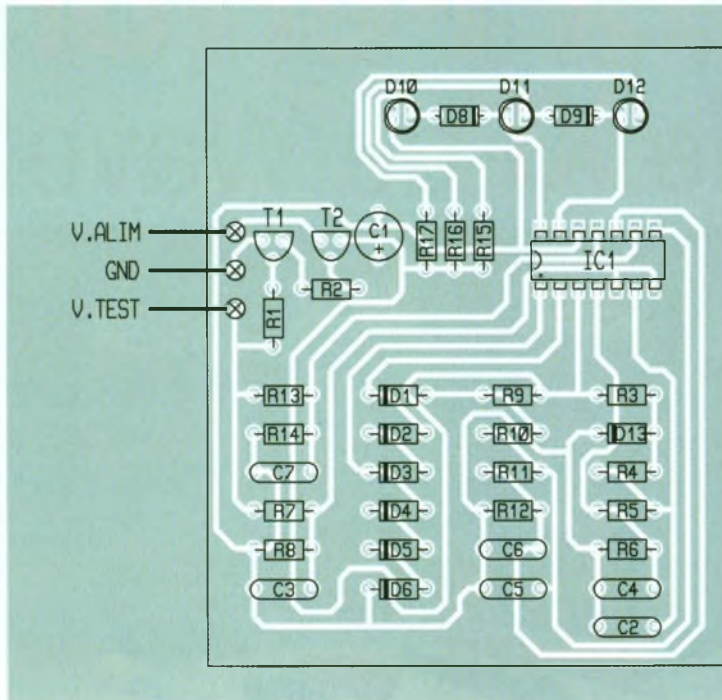 D10 D11 D12
D8 D9
T1 T2 C1 +
V.ALIM
GND
V.TEST
R17 R16 R15
IC1
R2
R1
R13 D1 R9 R3
R14 D2 R10 D13
C7 D3 R11 R4
R7 D4 R12 R5
R8 D5 C6 R6
C3 D6 C5 C4
C2